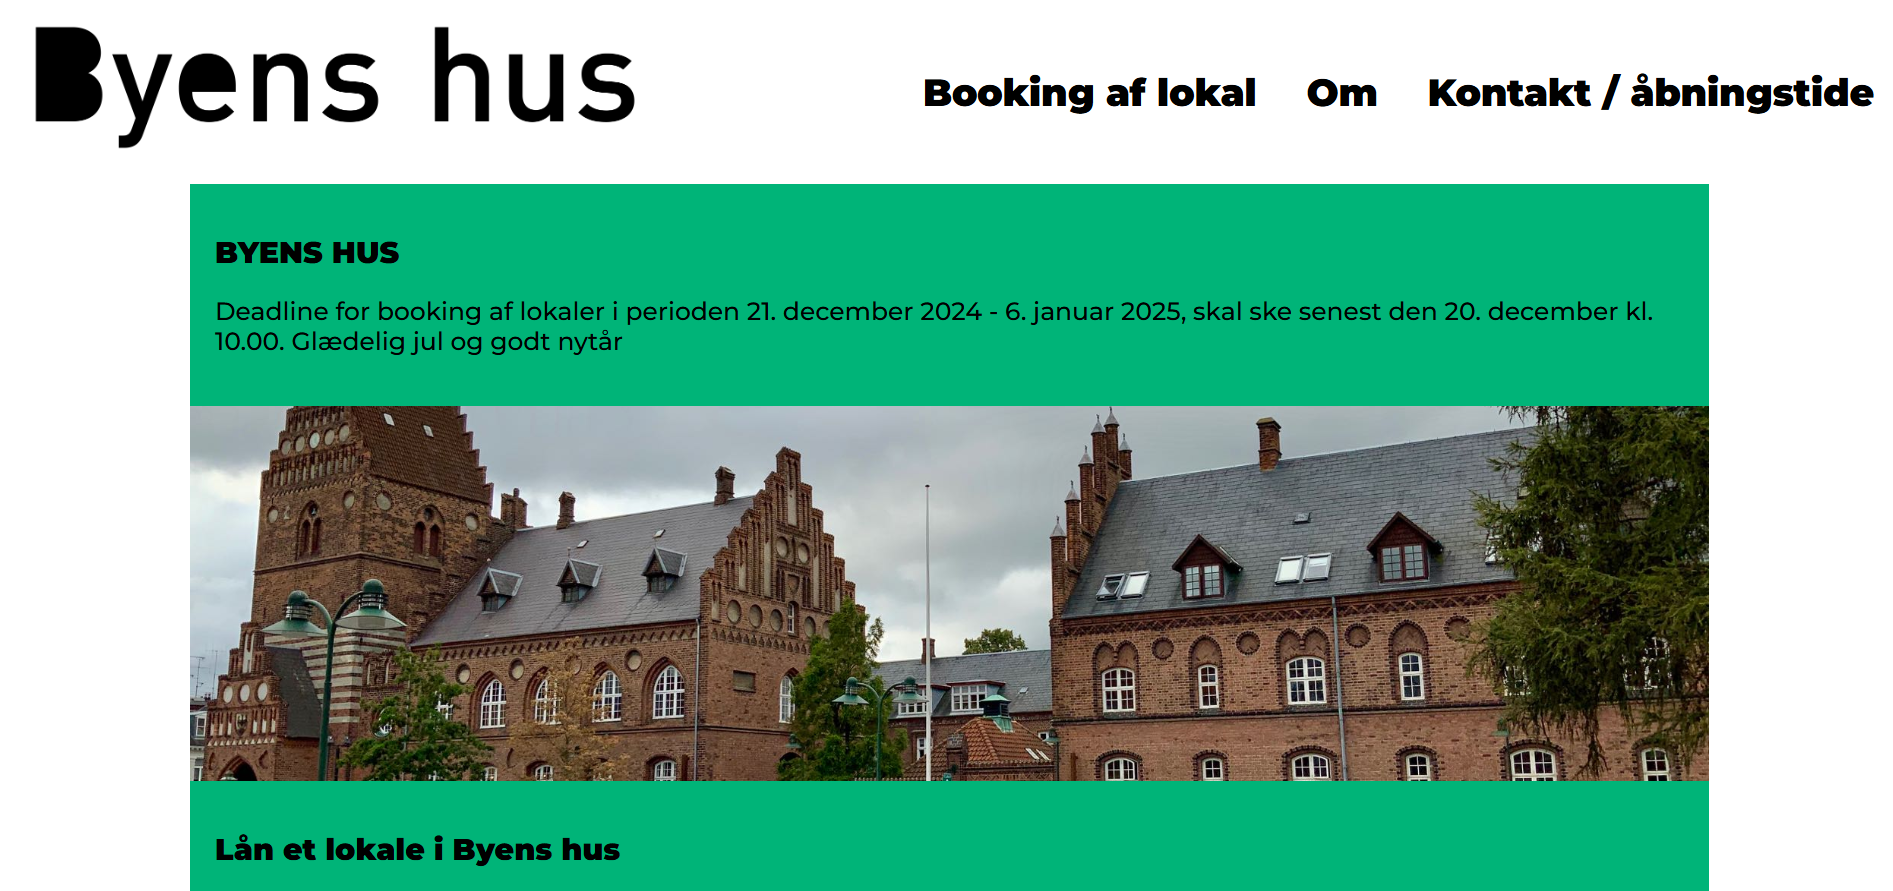 Byens hus
Booking af lokal
Om
Kontakt / åbningstide
BYENS HUS
Deadline for booking af lokaler i perioden 21. december 2024 - 6. januar 2025, skal ske senest den 20. december kl.
10.00. Glædelig jul og godt nytår
Lån et lokale i Byens hus